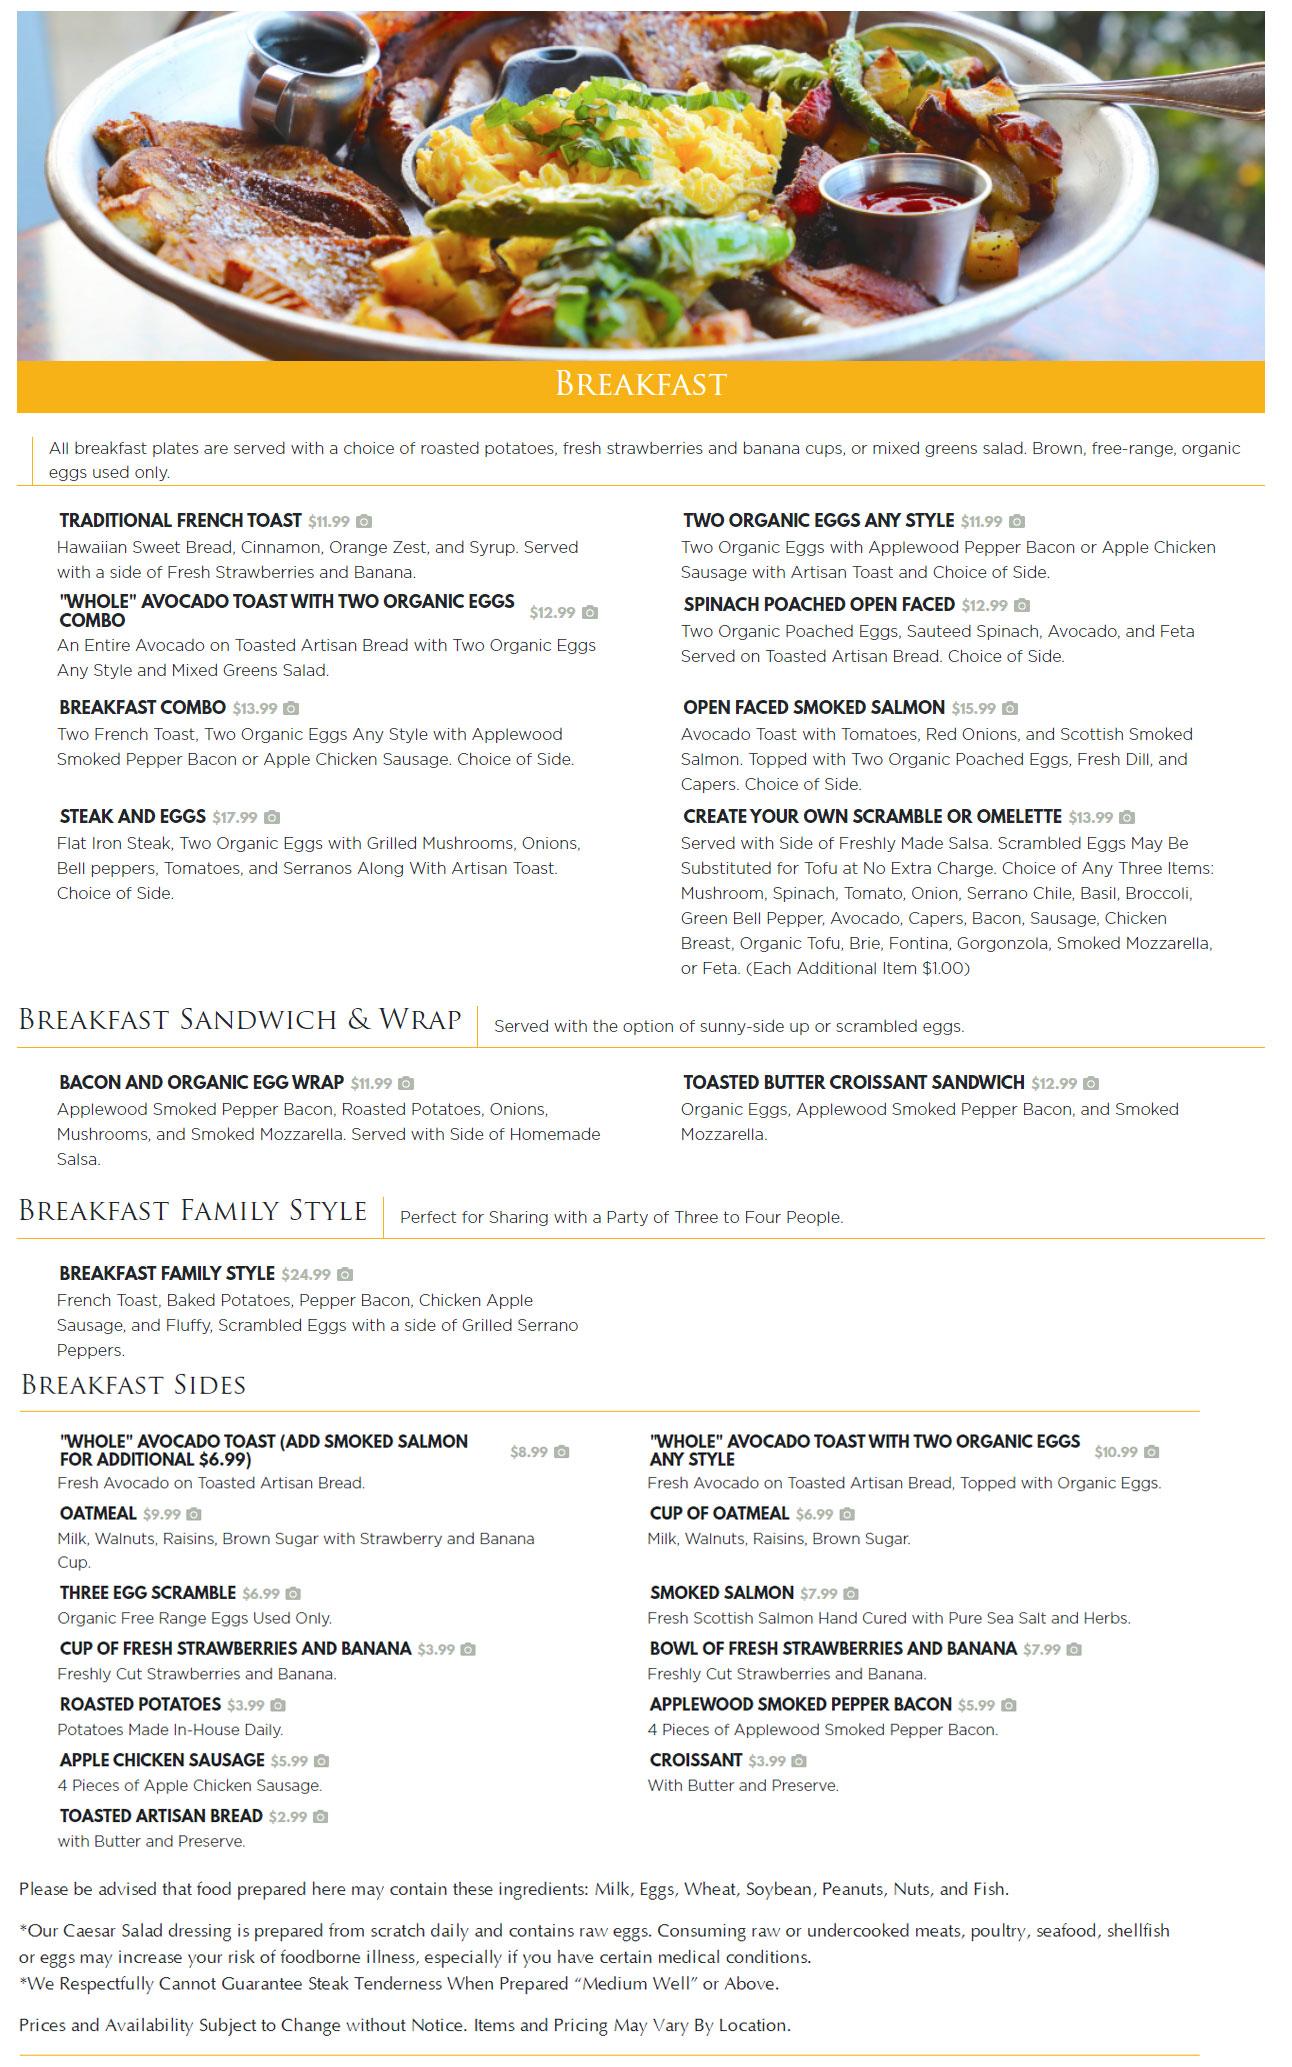 Breakfast
All breakfast plates are served with a choice of roasted potatoes, fresh strawberries and banana cups, or mixed greens salad. Brown, free-range, organic
eggs used only.
TRADITIONAL FRENCH TOAST $11.99
Hawaiian Sweet Bread, Cinnamon, Orange Zest, and Syrup. Served
with a side of Fresh Strawberries and Banana.
"WHOLE" AVOCADO TOAST WITH TWO ORGANIC EGGS
COMBO $12.99
An Entire Avocado on Toasted Artisan Bread with Two Organic Eggs
Any Style and Mixed Greens Salad.
BREAKFAST COMBO $13.99
Two French Toast, Two Organic Eggs Any Style with Applewood
Smoked Pepper Bacon or Apple Chicken Sausage. Choice of Side.
STEAK AND EGGS $17.99
Flat Iron Steak, Two Organic Eggs with Grilled Mushrooms, Onions,
Bell peppers, Tomatoes, and Serranos Along With Artisan Toast.
Choice of Side.
TWO ORGANIC EGGS ANY STYLE $11.99
Two Organic Eggs with Applewood Pepper Bacon or Apple Chicken
Sausage with Artisan Toast and Choice of Side.
SPINACH POACHED OPEN FACED $12.99
Two Organic Poached Eggs, Sauteed Spinach, Avocado, and Feta
Served on Toasted Artisan Bread. Choice of Side.
OPEN FACED SMOKED SALMON $15.99
Avocado Toast with Tomatoes, Red Onions, and Scottish Smoked
Salmon. Topped with Two Organic Poached Eggs, Fresh Dill, and
Capers. Choice of Side.
CREATE YOUR OWN SCRAMBLE OR OMELETTE $13.99
Served with Side of Freshly Made Salsa. Scrambled Eggs May Be
Substituted for Tofu at No Extra Charge. Choice of Any Three Items:
Mushroom, Spinach, Tomato, Onion, Serrano Chile, Basil, Broccoli,
Green Bell Pepper, Avocado, Capers, Bacon, Sausage, Chicken
Breast, Organic Tofu, Brie, Fontina, Gorgonzola, Smoked Mozzarella,
or Feta. (Each Additional Item $1.00)
Breakfast Sandwich & Wrap
Served with the option of sunny-side up or scrambled eggs.
BACON AND ORGANIC EGG WRAP $11.99
Applewood Smoked Pepper Bacon, Roasted Potatoes, Onions,
Mushrooms, and Smoked Mozzarella. Served with Side of Homemade
Salsa.
TOASTED BUTTER CROISSANT SANDWICH $12.99
Organic Eggs, Applewood Smoked Pepper Bacon, and Smoked
Mozzarella.
Breakfast Family Style
Perfect for Sharing with a Party of Three to Four People.
BREAKFAST FAMILY STYLE $24.99
French Toast, Baked Potatoes, Pepper Bacon, Chicken Apple
Sausage, and Fluffy, Scrambled Eggs with a side of Grilled Serrano
Peppers.
Breakfast Sides
"WHOLE" AVOCADO TOAST (ADD SMOKED SALMON
FOR ADDITIONAL $6.99) $8.99
Fresh Avocado on Toasted Artisan Bread.
"WHOLE" AVOCADO TOAST WITH TWO ORGANIC EGGS
ANY STYLE $10.99
Fresh Avocado on Toasted Artisan Bread, Topped with Organic Eggs.
OATMEAL $9.99
Milk, Walnuts, Raisins, Brown Sugar with Strawberry and Banana
Cup.
CUP OF OATMEAL $6.99
Milk, Walnuts, Raisins, Brown Sugar.
THREE EGG SCRAMBLE $6.99
Organic Free Range Eggs Used Only.
SMOKED SALMON $7.99
Fresh Scottish Salmon Hand Cured with Pure Sea Salt and Herbs.
CUP OF FRESH STRAWBERRIES AND BANANA $3.99
Freshly Cut Strawberries and Banana.
BOWL OF FRESH STRAWBERRIES AND BANANA $7.99
Freshly Cut Strawberries and Banana.
ROASTED POTATOES $3.99
Potatoes Made In-House Daily.
APPLEWOOD SMOKED PEPPER BACON $5.99
4 Pieces of Applewood Smoked Pepper Bacon.
APPLE CHICKEN SAUSAGE $5.99
4 Pieces of Apple Chicken Sausage.
CROISSANT $3.99
With Butter and Preserve.
TOASTED ARTISAN BREAD $2.99
with Butter and Preserve.
Please be advised that food prepared here may contain these ingredients: Milk, Eggs, Wheat, Soybean, Peanuts, Nuts, and Fish.
*Our Caesar Salad dressing is prepared from scratch daily and contains raw eggs. Consuming raw or undercooked meats, poultry, seafood, shellfish
or eggs may increase your risk of foodborne illness, especially if you have certain medical conditions.
*We Respectfully Cannot Guarantee Steak Tenderness When Prepared “Medium Well” or Above.
Prices and Availability Subject to Change without Notice. Items and Pricing May Vary By Location.